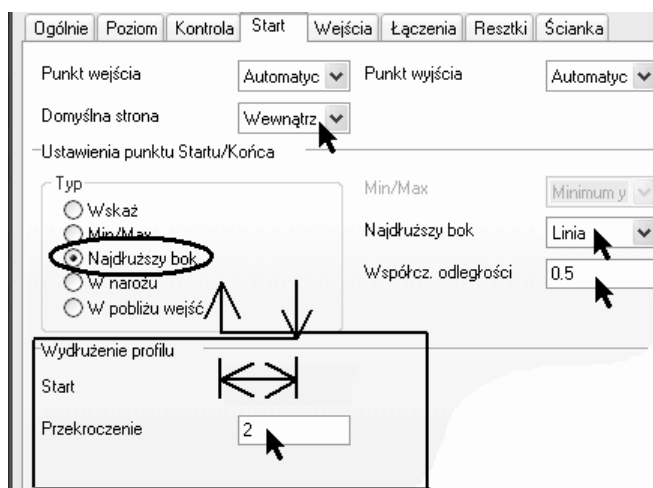 Ogólnie Poziom Kontrola Start Wejścia Łączenia Resztki Ścianka
Punkt wejścia Automatyc Punkt wyjścia Automatyc
Domyślna strona Wewnątrz
Ustawienia punktu Startu/Końca
Typ
Wskaż
Min/Max
Najdłuższy bok
W narożu
W pobliżu wejść
Min/Max Minimum y
Najdłuższy bok Linia
Współcz. odległości 0.5
Wydłużenie profilu
Start
Przekroczenie 2